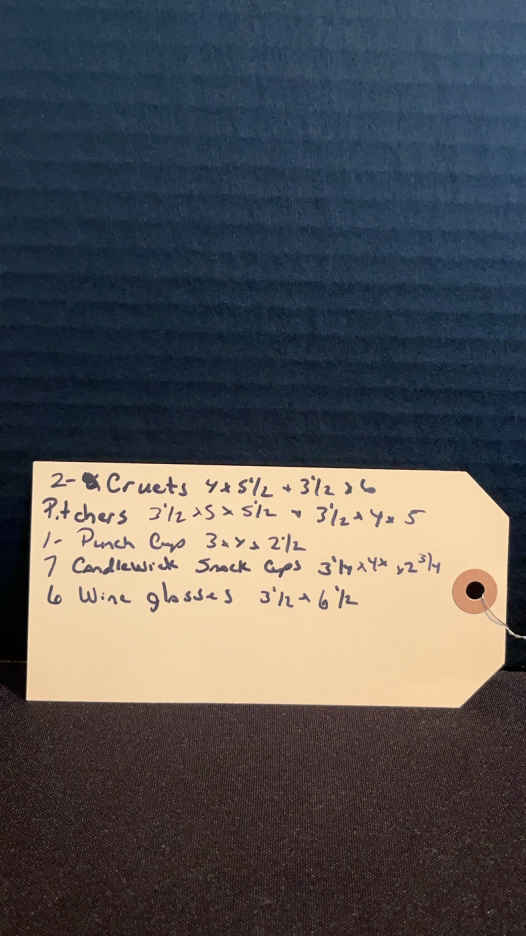 2- Cruets 4 x 5 1/2 + 3 1/2 x 6
Pitchers 3 1/2 x 5 x 5 1/2 + 3 1/2 x 4 x 5
1- Punch Cup 3 x 4 x 2 1/2
7 Candlewick Snack Cups 3 1/4 x 4 x x 2 3/4
6 Wine glasses 3 1/2 x 6 1/2